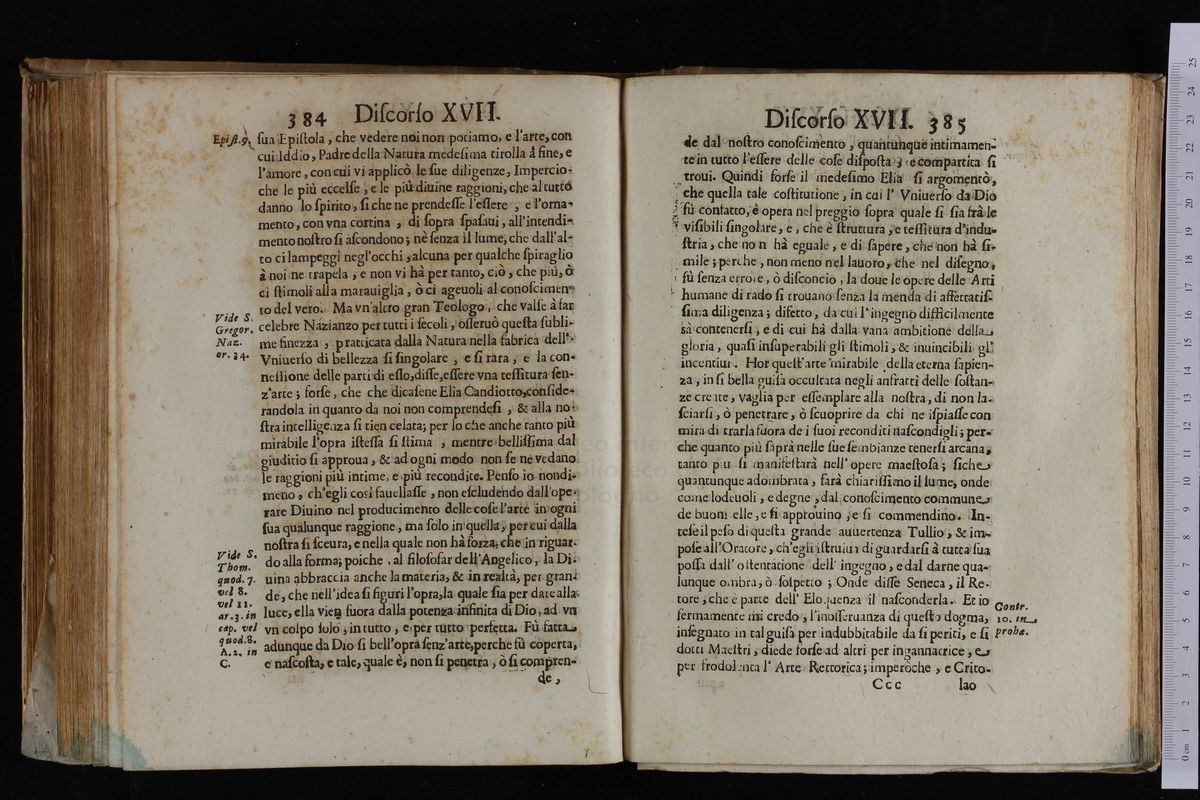 384 Diſcorſo XVII.
Epiſt. 9.
ſua Epiſtola, che vedere noi non potiamo, e l'arte, con
cui Iddio, Padre della Natura medeſima tirolla à fine, e
l'amore, con cui vi applicò le ſue diligenze, Impercio-
che le più eccelſe, e le più diuine raggioni, che al tutto
danno lo ſpirito, ſi che ne prendeſſe l'eſſere, e l'orna-
mento, con vna cortina, di ſopra ſpaſaui, all'intendi-
mento noſtro ſi aſcondono; nè ſenza il lume, che dall'al-
to ci lampeggi negl'occhi, alcuna per qualche ſpiraglio
à noi ne trapela, e non vi hà per tanto, ciò, che più, ò
ci ſtimoli alla marauiglia, ò ci ageuoli al conoſcimen-
to del vero. Ma vn'altro gran Teologo, che valſe à far
Vide S.
Gregor.
Naz.
or. 34.
celebre Nazianzo per tutti i ſecoli, oſſeruò queſta ſubli-
me finezza, pratticata dalla Natura nella fabrica dell'-
Vniuerſo di bellezza ſi ſingolare, e ſi rara, e la con-
neſſione delle parti di eſſo, diſſe, eſſere vna teſſitura ſen-
z'arte; forſe, che che dicaſene Elia Candiotto, conſide-
randola in quanto da noi non comprendeſi, & alla no-
ſtra intelligenza ſi tien celata; per lo che anche tanto più
mirabile l'opra iſteſſa ſi ſtima, mentre belliſſima dal
giuditio ſi approua, & ad ogni modo non ſe ne vedano
le raggioni più intime, e più recondite. Penſo io nondi-
meno, ch'egli così fauellaſſe, non eſcludendo dall'ope-
rare Diuino nel producimento delle coſe l'arte in ogni
ſua qualunque raggione, ma ſolo in quella, per cui dalla
noſtra ſi ſceura, e nella quale non hà forza, che in riguar-
Vide S.
Thom.
quod. 7.
vel 8.
vel 11.
ar. 3. in
cap. vel
quod. 8.
A. 2. in
C.
do alla forma; poiche, al filoſofar dell'Angelico, la Di-
uina abbraccia anche la materia, & in realtà, per gran-
de, che nell'idea ſi figuri l'opra, la quale ſia per dare alla
luce, ella vien fuora dalla potenza infinita di Dio, ad vn
vn colpo ſolo, in tutto, e per tutto perfetta. Fù fatta
adunque da Dio ſi bell'opra ſenz'arte, perche fù coperta,
e naſcoſta, e tale, quale è, non ſi penetra, ò ſi compren-
de,
Diſcorſo XVII. 385
de dal noſtro conoſcimento, quantunque intimamen-
te in tutto l'eſſere delle coſe diſpoſta, e compartita ſi
troui. Quindi forſe il medeſimo Elia ſi argomentò,
che quella tale coſtitutione, in cui l' Vniuerſo da Dio
fù confatto, è opera nel preggio ſopra quale ſi ſia frà le
viſibili ſingolare, e, che è ſtruttura, e teſſitura d'indu-
ſtria, che non hà eguale, e di ſapere, che non hà ſi-
mile; perche, non meno nel lauoro, che nel diſegno,
fù ſenza errore, ò diſconcio, la doue le opere delle Arti
humane di rado ſi trouano ſenza la menda di affettatiſ-
ſima diligenza; difetto, da cui l'ingegno difficilmente
sà contenerſi, e di cui hà dalla vana ambitione della
gloria, quaſi inſuperabili gli ſtimoli, & inuincibili gl'
incentiui. Hor queſt'arte mirabile della eterna ſapien-
za, in ſi bella guiſa occultata negli anfratti delle ſoſtan-
ze create, vaglia per eſſemplare alla noſtra, di non la-
ſciarſi, ò penetrare, ò ſcuoprire da chi ne iſpiaſſe con
mira di trarla fuora de i ſuoi reconditi naſcondigli; per-
che quanto più ſaprà nelle ſue ſembianze tenerſi arcana,
tanto più ſi manifeſtarà nell' opere maeſtoſa; ſiche
quantunque adombrata, farà chiariſſimo il lume, onde
come lodeuoli, e degne, dal conoſcimento commune
de buoni elle, e ſi approuino, e ſi commendino. In-
teſe il peſo di queſta grande auuertenza Tullio, & im-
poſe all'Oratore, ch'egli iſtruiua di guardarſi à tutta ſua
poſſa dall' oſtentatione dell' ingegno, e dal darne qua-
lunque ombra, ò ſoſpetto; Onde diſſe Seneca, il Re-
tore, che è parte dell' Eloquenza il naſconderla. Et io
Contr.
10. in
proba.
fermamente mi credo, l'inoſſeruanza di queſto dogma,
inſegnato in tal guiſa per indubbitabile da ſi periti, e ſi
dotti Maeſtri, diede forſe ad altri per ingannatrice, e
per frodolenta l' Arte Rettorica; imperòche, e Crito-
Ccc lao